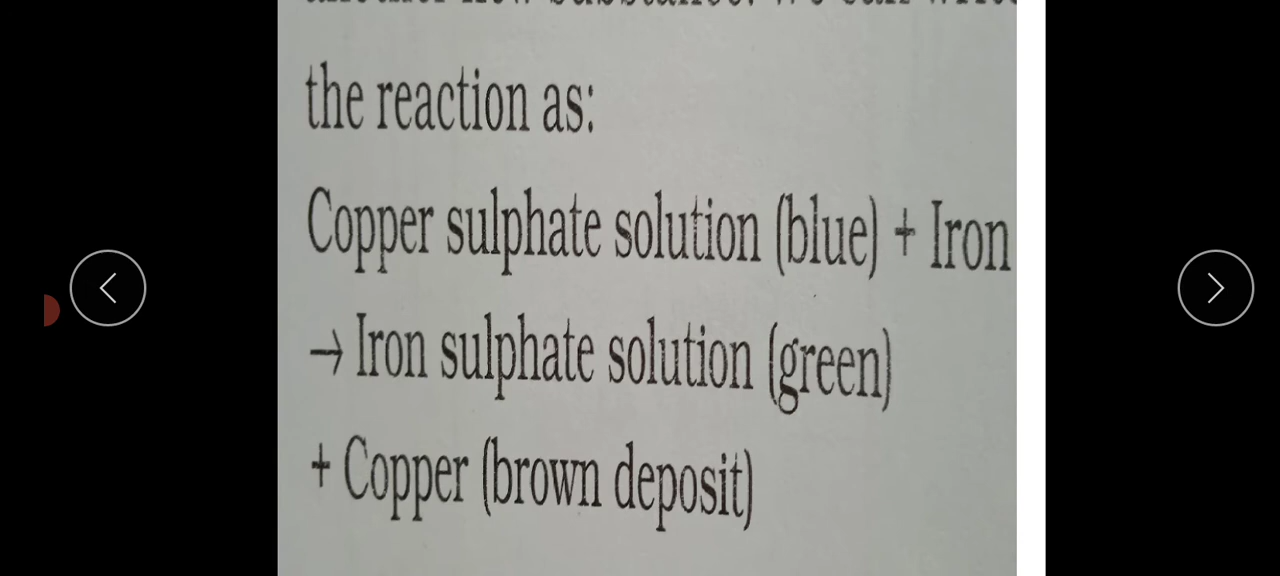 the reaction as:
Copper sulphate solution (blue) + Iron
→ Iron sulphate solution (green)
+ Copper (brown deposit)